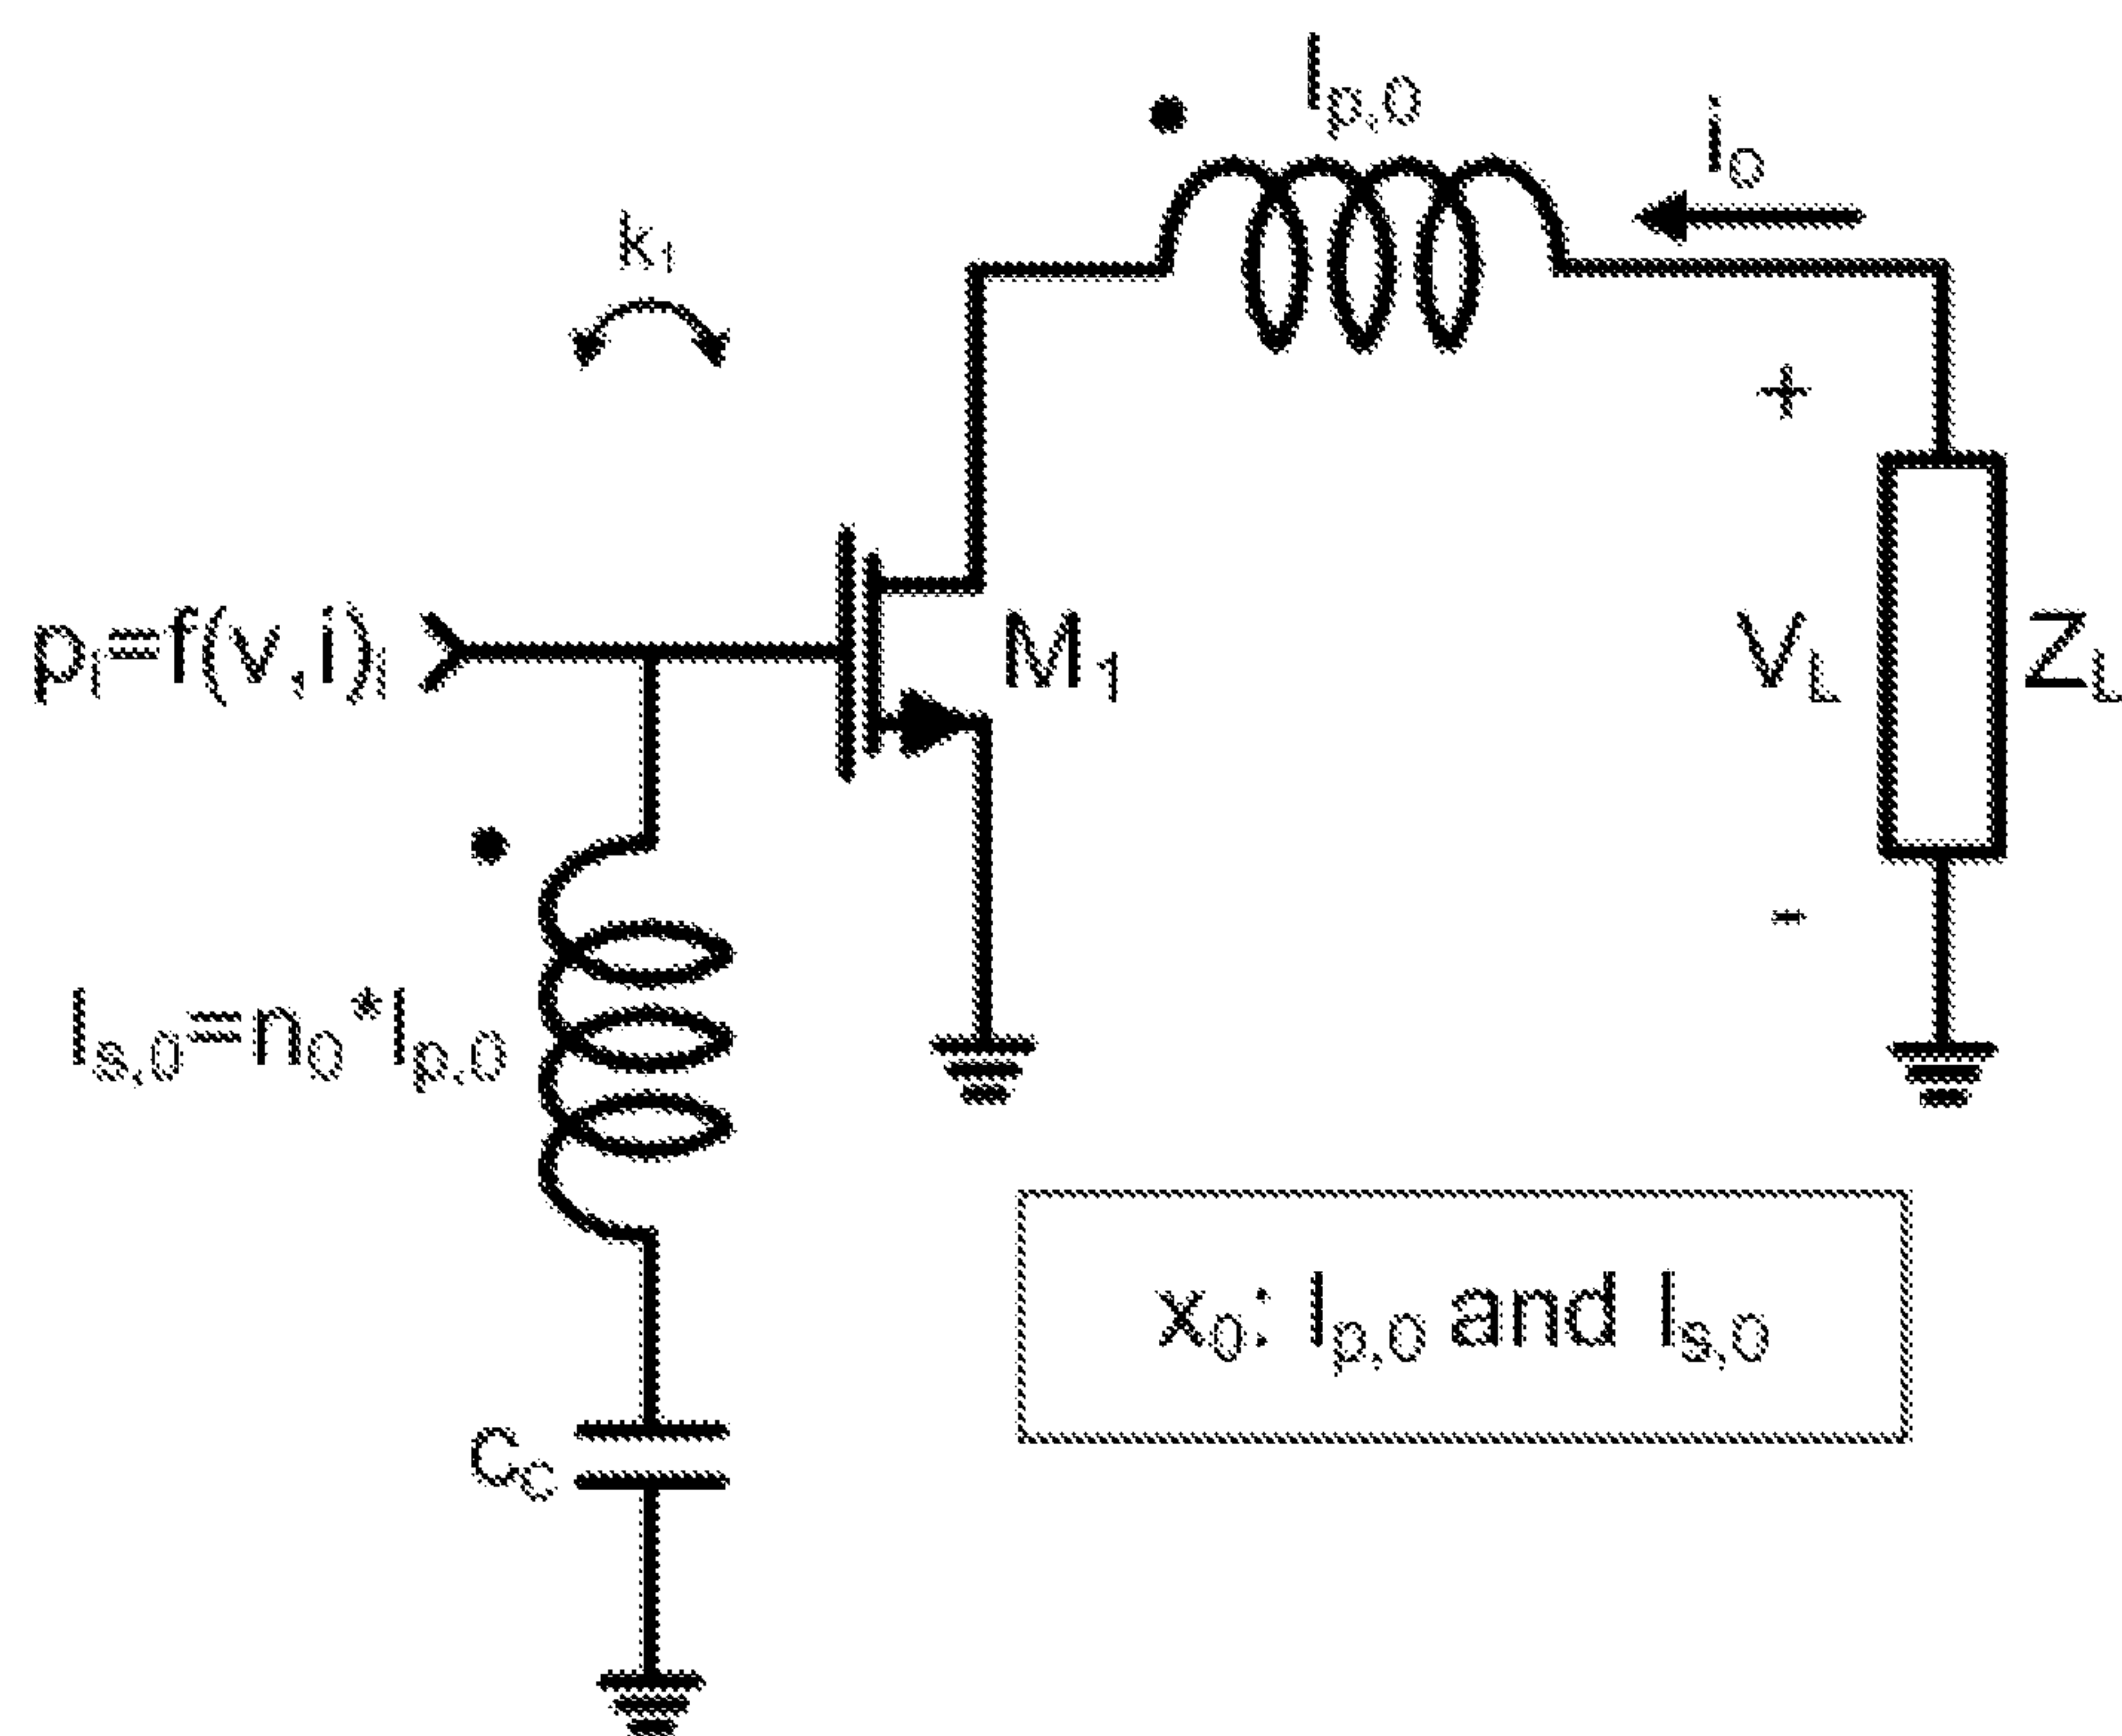 lp,0
i0
k1
+
pi=f(v,i)i
M1
VL
ZL
ls,0=n0*lp,0
-
x0: lp,0 and ls,0
CC